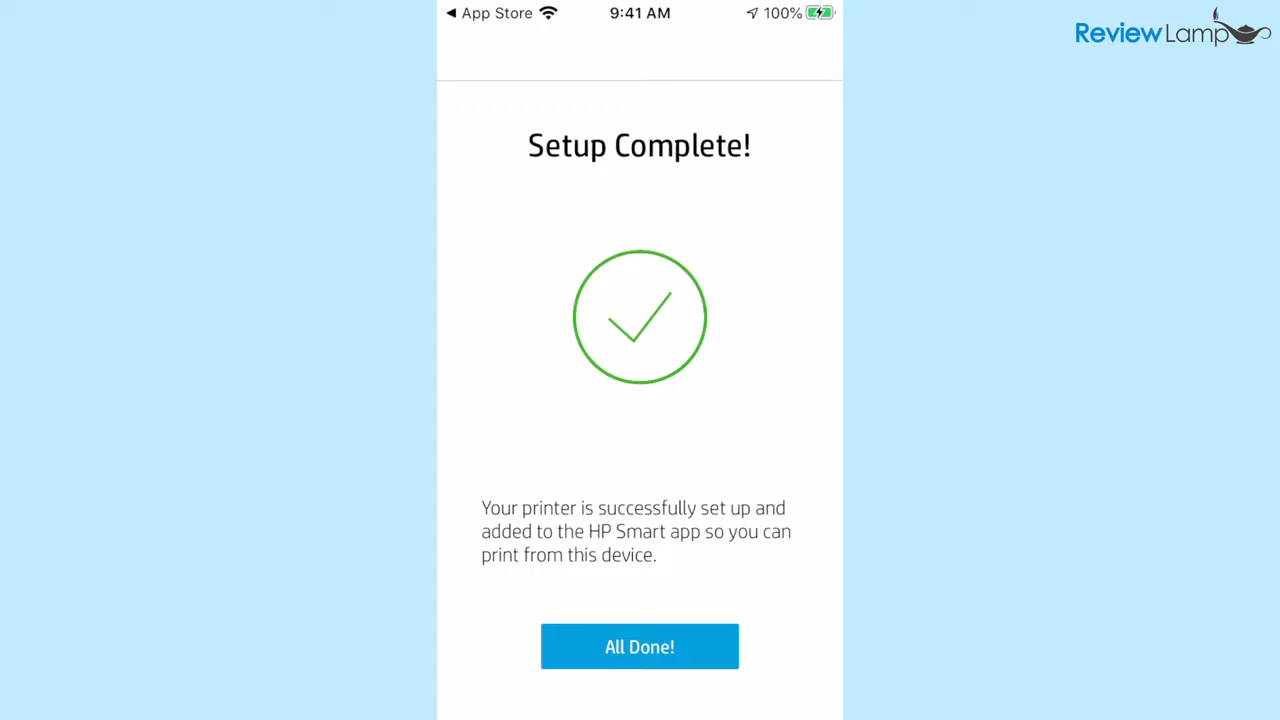 ◀ App Store 9:41 AM 100%
ReviewLamp
Setup Complete!
Your printer is successfully set up and
added to the HP Smart app so you can
print from this device.
All Done!